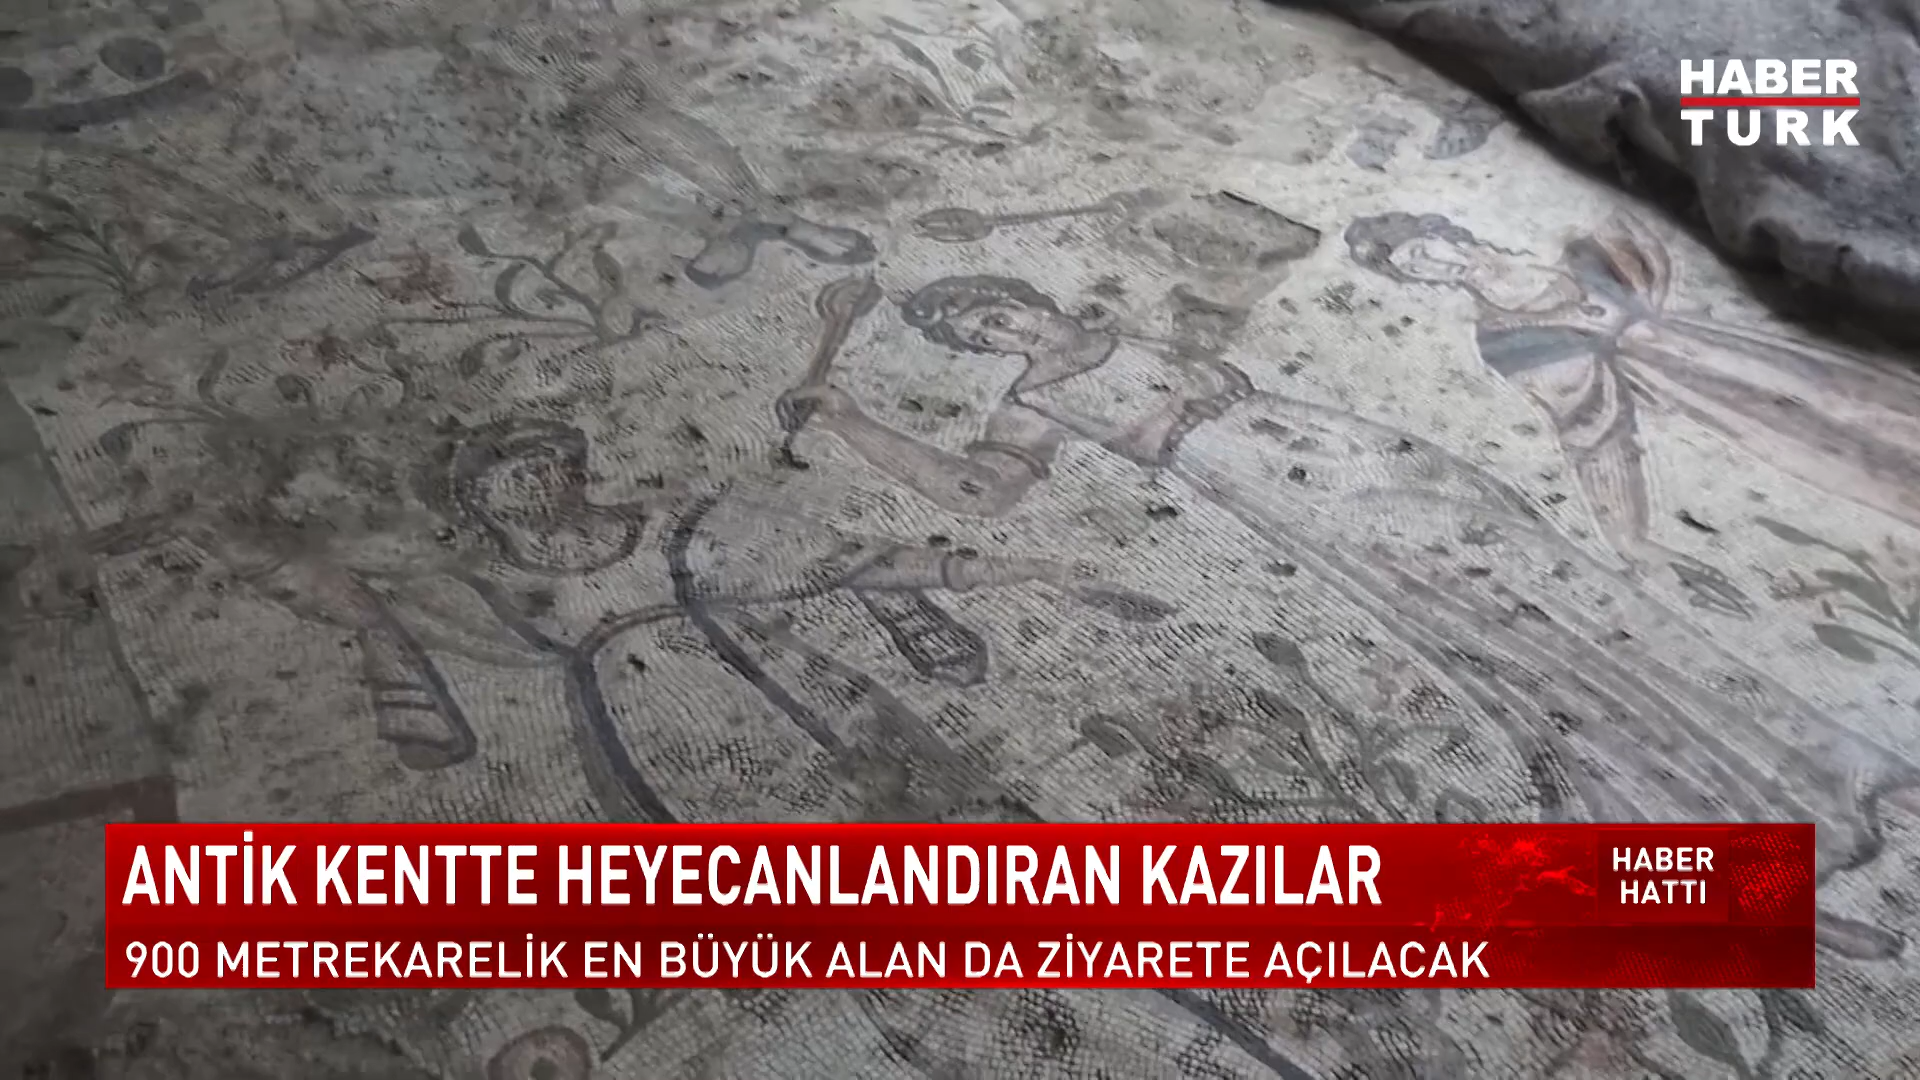 HABER
TURK
ANTİK KENTTE HEYECANLANDIRAN KAZILAR
HABER
HATTI
900 METREKARELİK EN BÜYÜK ALAN DA ZİYARETE AÇILACAK